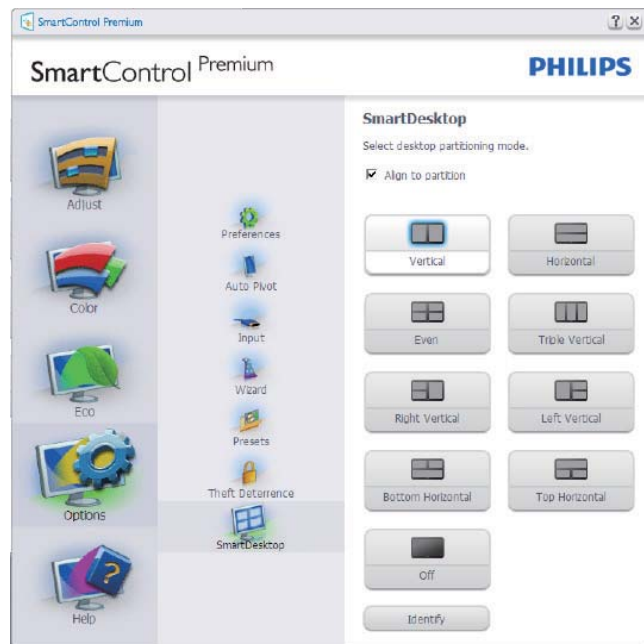 SmartControl Premium
SmartControl Premium
PHILIPS
Adjust
Color
Eco
Options
Help
Preferences
Auto Pivot
Input
Wizard
Presets
Theft Deterrence
SmartDesktop
SmartDesktop
Select desktop partitioning mode.
Align to partition
Vertical
Horizontal
Even
Triple Vertical
Right Vertical
Left Vertical
Bottom Horizontal
Top Horizontal
Off
Identify